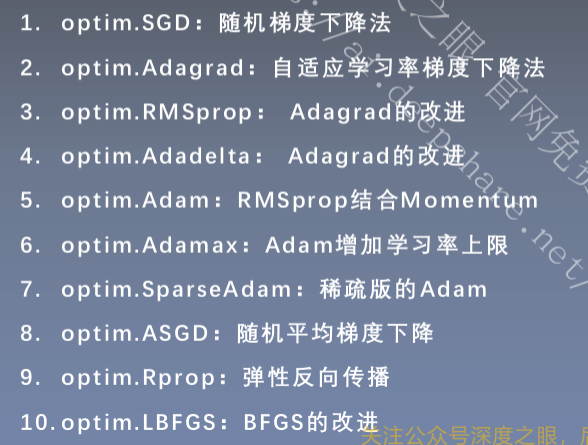 1. optim.SGD：随机梯度下降法
2. optim.Adagrad：自适应学习率梯度下降法
3. optim.RMSprop： Adagrad的改进
4. optim.Adadelta： Adagrad的改进
5. optim.Adam：RMSprop结合Momentum
6. optim.Adamax：Adam增加学习率上限
7. optim.SparseAdam：稀疏版的Adam
8. optim.ASGD：随机平均梯度下降
9. optim.Rprop：弹性反向传播
10. optim.LBFGS：BFGS的改进
关注公众号深度之眼，
之眼 官网免费
ai.deepshare.net/